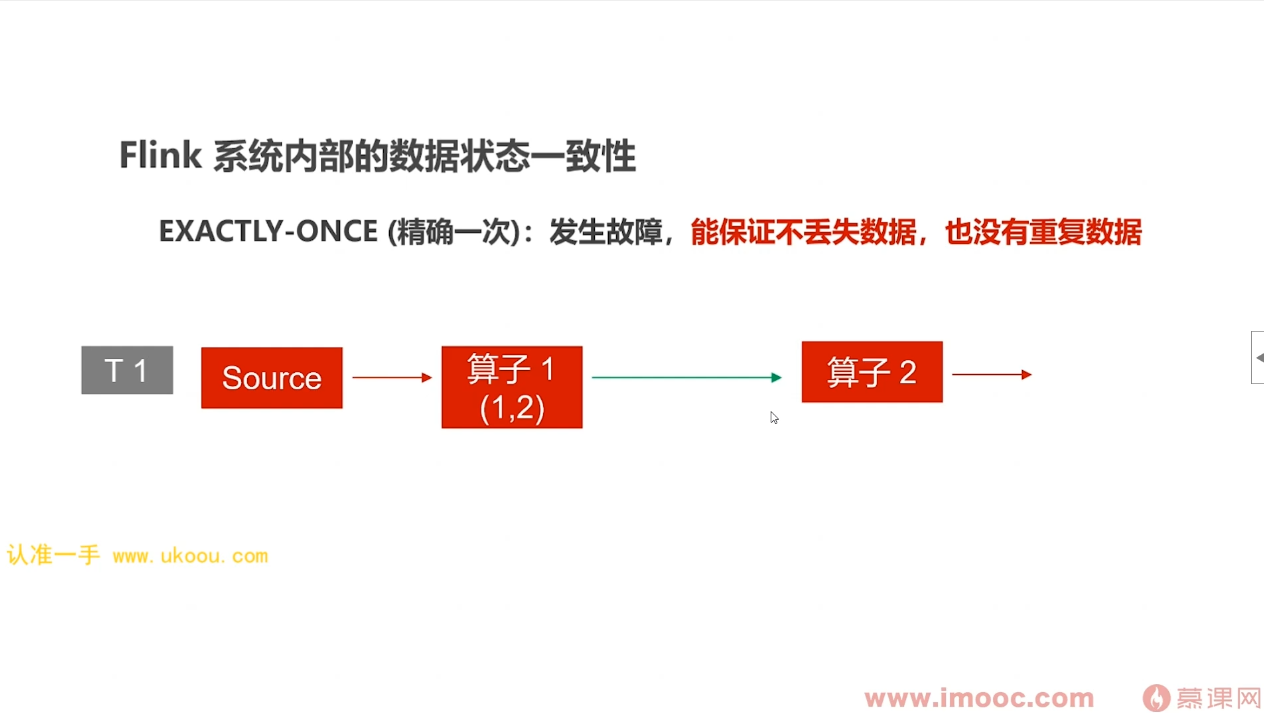 Flink 系统内部的数据状态一致性
EXACTLY-ONCE (精确一次)：发生故障，能保证不丢失数据，也没有重复数据
T 1
Source
算子 1
(1,2)
算子 2
认准一手 www.ukoou.com
www.imooc.com
慕课网